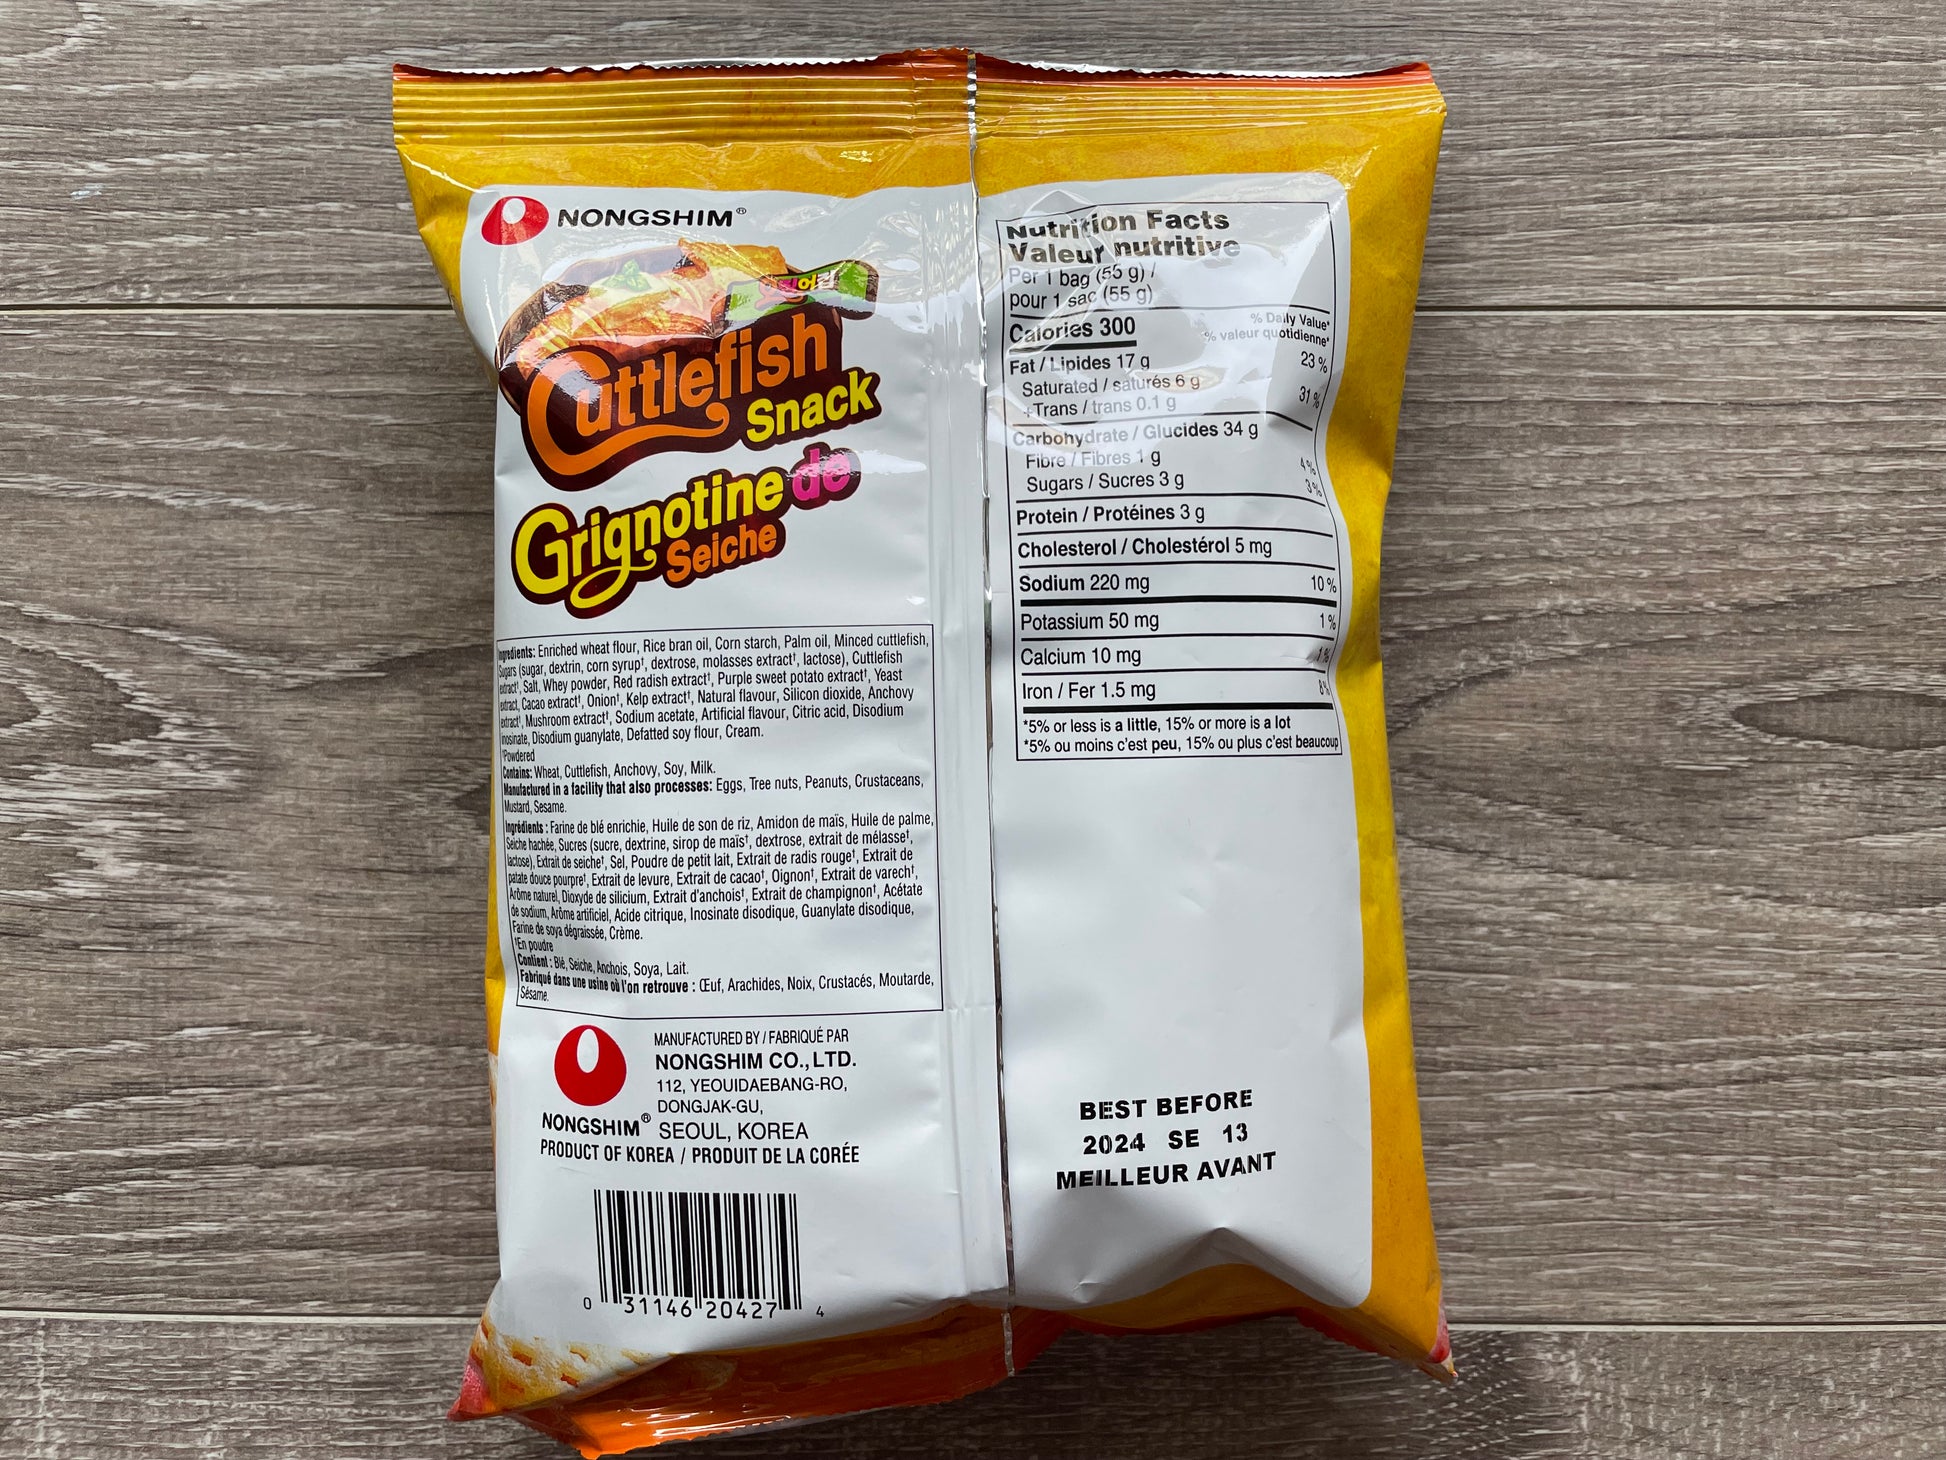 NONGSHIM®
오징어집
Cuttlefish
Snack
Grignotine de
Seiche
Ingredients: Enriched wheat flour, Rice bran oil, Corn starch, Palm oil, Minced cuttlefish,
Sugars (sugar, dextrin, corn syrup†, dextrose, molasses extract†, lactose), Cuttlefish
extract†, Salt, Whey powder, Red radish extract†, Purple sweet potato extract†, Yeast
extract, Cacao extract†, Onion†, Kelp extract†, Natural flavour, Silicon dioxide, Anchovy
extract†, Mushroom extract†, Sodium acetate, Artificial flavour, Citric acid, Disodium
inosinate, Disodium guanylate, Defatted soy flour, Cream.
†Powdered
Contains: Wheat, Cuttlefish, Anchovy, Soy, Milk.
Manufactured in a facility that also processes: Eggs, Tree nuts, Peanuts, Crustaceans,
Mustard, Sesame.
Ingrédients : Farine de blé enrichie, Huile de son de riz, Amidon de maïs, Huile de palme,
Seiche hachée, Sucres (sucre, dextrine, sirop de maïs†, dextrose, extrait de mélasse†,
lactose), Extrait de seiche†, Sel, Poudre de petit lait, Extrait de radis rouge†, Extrait de
patate douce pourpre†, Extrait de levure, Extrait de cacao†, Oignon†, Extrait de varech†,
Arôme naturel, Dioxyde de silicium, Extrait d'anchois†, Extrait de champignon†, Acétate
de sodium, Arôme artificiel, Acide citrique, Inosinate disodique, Guanylate disodique,
Farine de soya dégraissée, Crème.
†En poudre
Contient : Blé, Seiche, Anchois, Soya, Lait.
Fabriqué dans une usine où l'on retrouve : Œuf, Arachides, Noix, Crustacés, Moutarde,
Sésame.
MANUFACTURED BY / FABRIQUÉ PAR
NONGSHIM CO., LTD.
112, YEOUIDAEBANG-RO,
DONGJAK-GU,
SEOUL, KOREA
NONGSHIM®
PRODUCT OF KOREA / PRODUIT DE LA CORÉE
0 31146 20427 4
Nutrition Facts
Valeur nutritive
Per 1 bag (55 g) /
pour 1 sac (55 g)
Calories 300
% Daily Value*
% valeur quotidienne*
Fat / Lipides 17 g 23 %
Saturated / saturés 6 g
+Trans / trans 0.1 g 31 %
Carbohydrate / Glucides 34 g
Fibre / Fibres 1 g 4 %
Sugars / Sucres 3 g 3 %
Protein / Protéines 3 g
Cholesterol / Cholestérol 5 mg
Sodium 220 mg 10 %
Potassium 50 mg 1 %
Calcium 10 mg 1 %
Iron / Fer 1.5 mg 8 %
*5% or less is a little, 15% or more is a lot
*5% ou moins c'est peu, 15% ou plus c'est beaucoup
BEST BEFORE
2024 SE 13
MEILLEUR AVANT